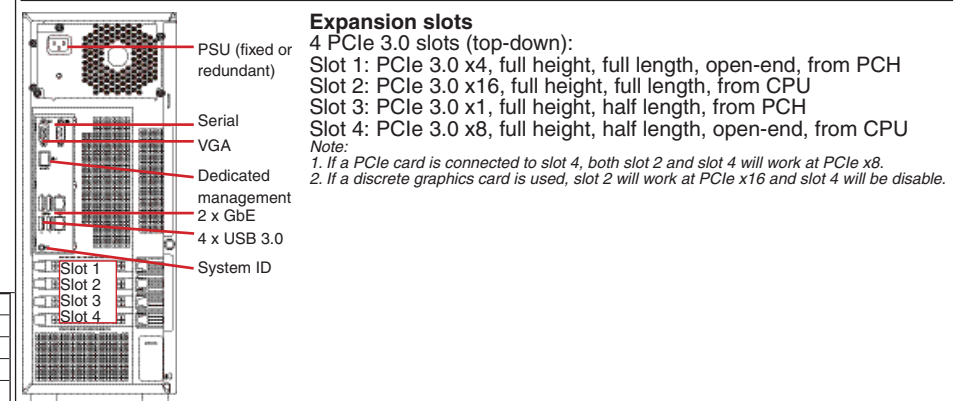 PSU (fixed or
redundant)
Serial
VGA
Dedicated
management
2 x GbE
4 x USB 3.0
System ID
Slot 1
Slot 2
Slot 3
Slot 4
Expansion slots
4 PCIe 3.0 slots (top-down):
Slot 1: PCIe 3.0 x4, full height, full length, open-end, from PCH
Slot 2: PCIe 3.0 x16, full height, full length, from CPU
Slot 3: PCIe 3.0 x1, full height, half length, from PCH
Slot 4: PCIe 3.0 x8, full height, half length, open-end, from CPU
Note:
1. If a PCIe card is connected to slot 4, both slot 2 and slot 4 will work at PCIe x8.
2. If a discrete graphics card is used, slot 2 will work at PCIe x16 and slot 4 will be disable.